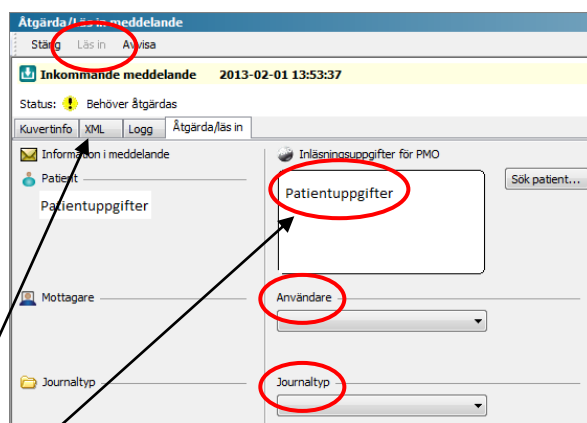 Åtgärda/Läs in meddelande
Stäng Läs in Avvisa
Inkommande meddelande 2013-02-01 13:53:37
Status: Behöver åtgärdas
Kuvertinfo XML Logg Åtgärda/läs in
Information i meddelande Inläsningsuppgifter för PMO
Patient
Patientuppgifter Patientuppgifter Sök patient...
Mottagare Användare
Journaltyp Journaltyp